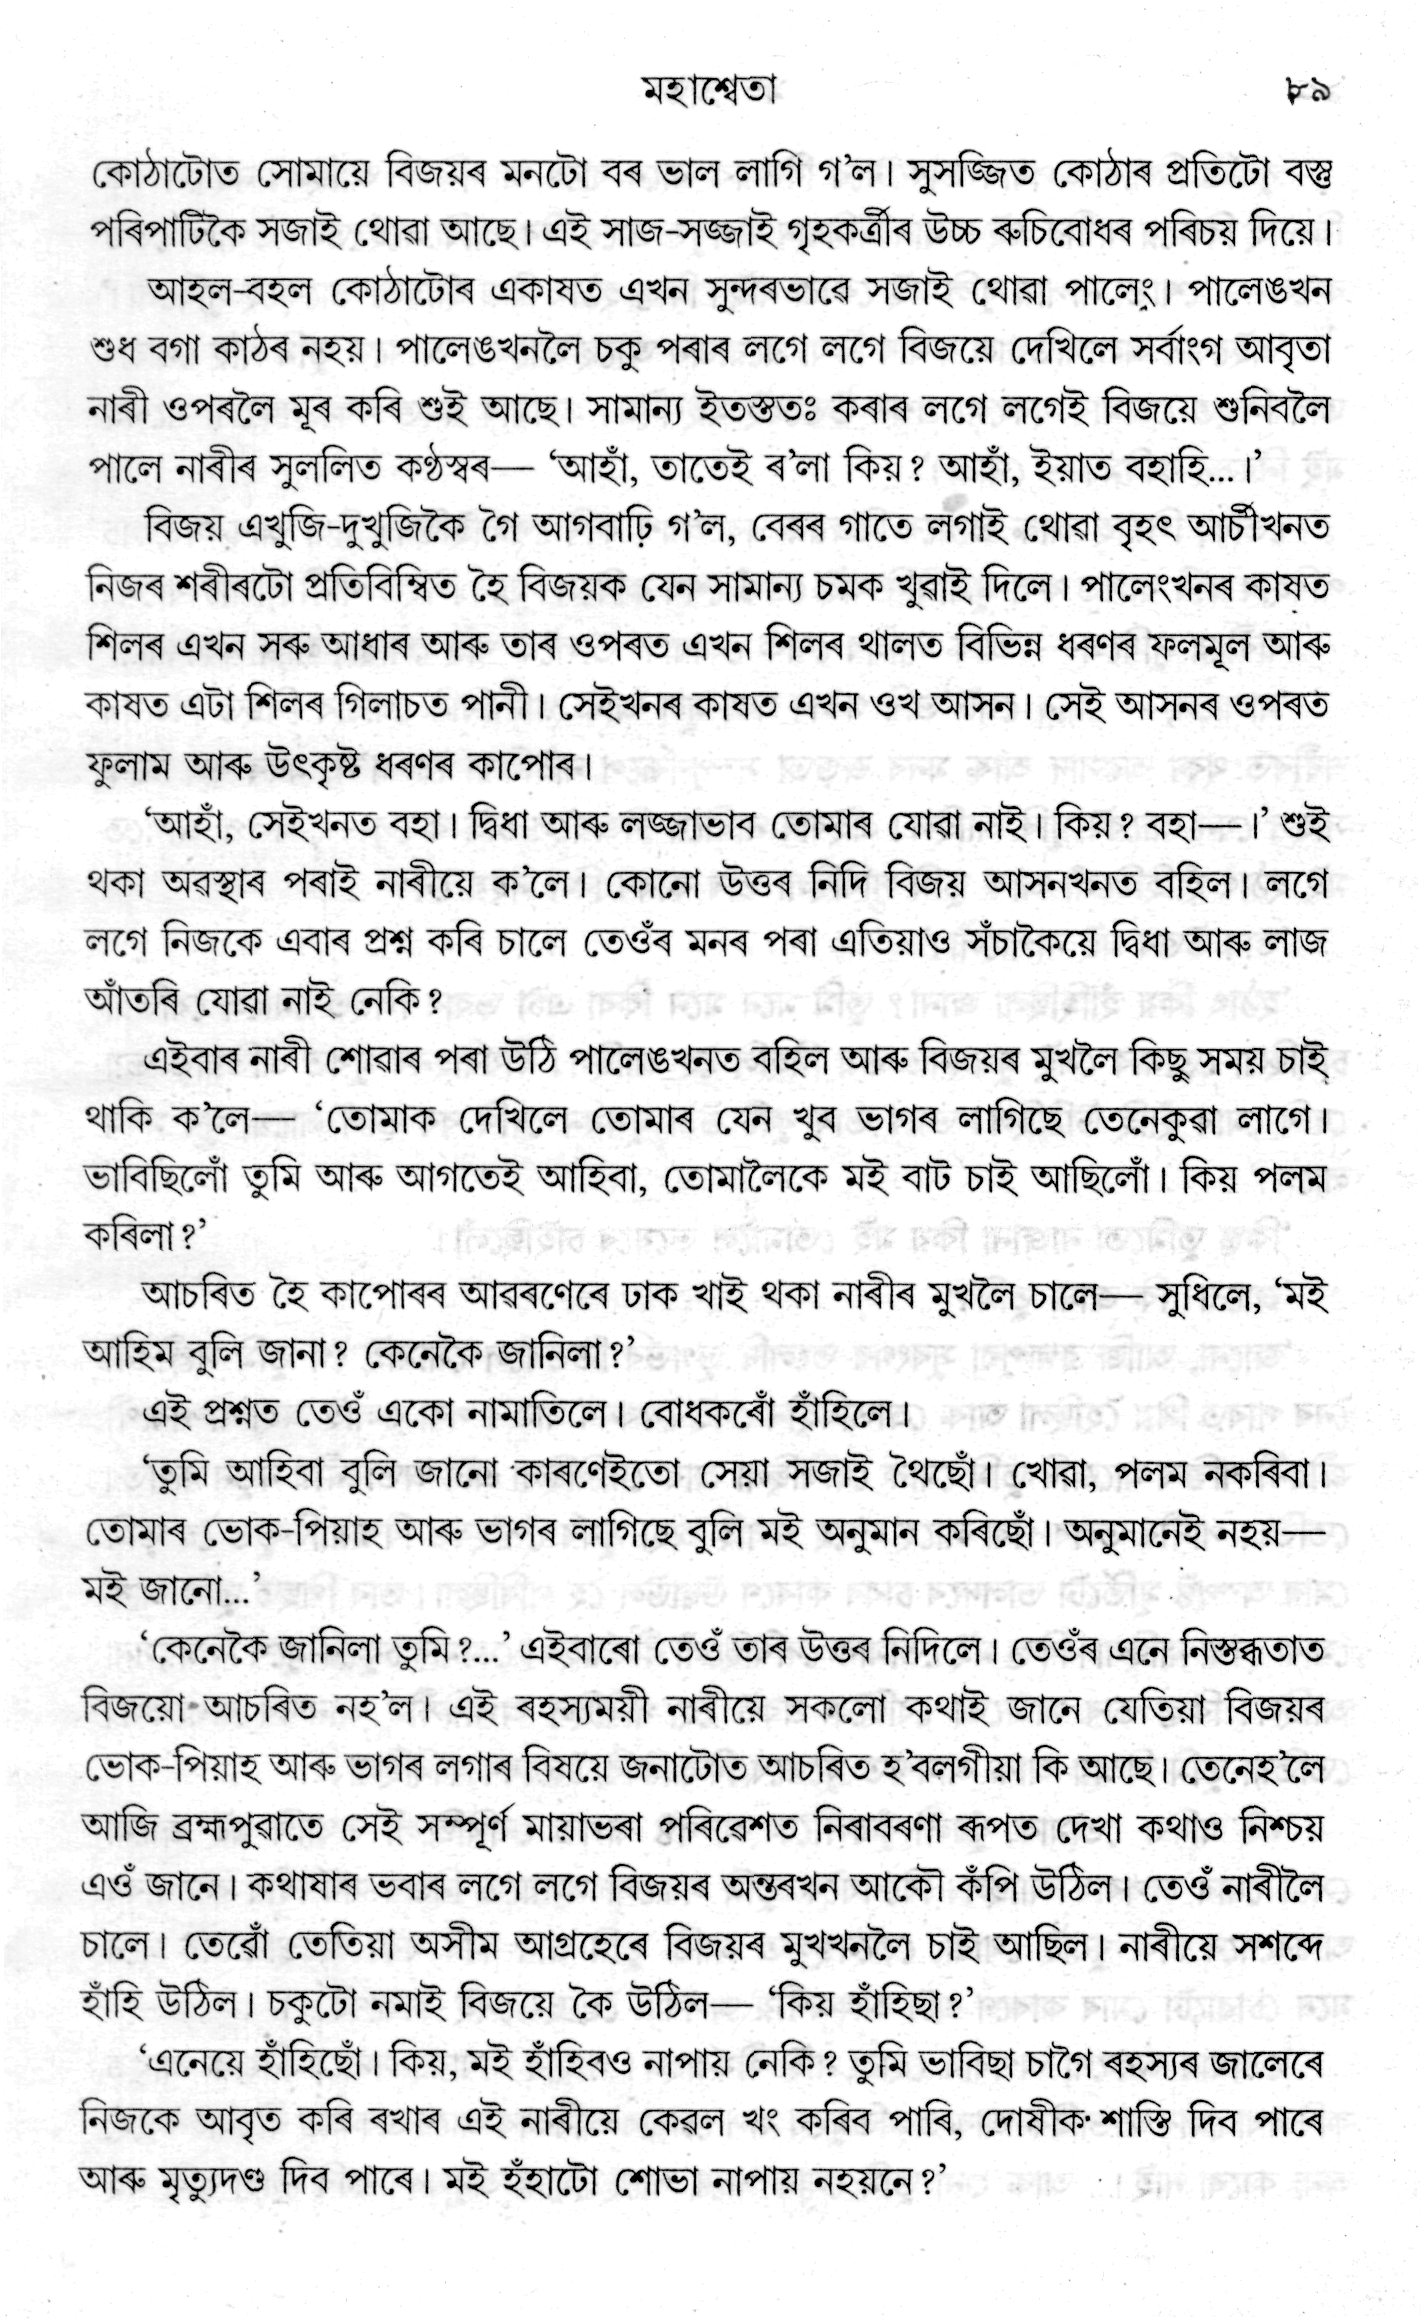 মহাশ্বেতা ৮৯
কোঠাটোত সোমায়ে বিজয়ৰ মনটো বৰ ভাল লাগি গ’ল। সুসজ্জিত কোঠাৰ প্ৰতিটো বস্তু
পৰিপাটিকৈ সজাই থোৱা আছে। এই সাজ-সজ্জাই গৃহকৰ্ত্ৰীৰ উচ্চ ৰুচিবোধৰ পৰিচয় দিয়ে।
আহল-বহল কোঠাটোৰ একাষত এখন সুন্দৰভাৱে সজাই থোৱা পালেং। পালেঙখন
শুধ বগা কাঠৰ নহয়। পালেঙখনলৈ চকু পৰাৰ লগে লগে বিজয়ে দেখিলে সৰ্বাংগ আবৃতা
নাৰী ওপৰলৈ মূৰ কৰি শুই আছে। সামান্য ইতস্ততঃ কৰাৰ লগে লগেই বিজয়ে শুনিবলৈ
পালে নাৰীৰ সুললিত কণ্ঠস্বৰ— ‘আহাঁ, তাতেই ৰ’লা কিয়? আহাঁ, ইয়াত বহাহি...।’
বিজয় এখুজি-দুখুজিকৈ গৈ আগবাঢ়ি গ’ল, বেৰৰ গাতে লগাই থোৱা বৃহৎ আৰ্চীখনত
নিজৰ শৰীৰটো প্ৰতিবিম্বিত হৈ বিজয়ক যেন সামান্য চমক খুৱাই দিলে। পালেংখনৰ কাষত
শিলৰ এখন সৰু আধাৰ আৰু তাৰ ওপৰত এখন শিলৰ থালত বিভিন্ন ধৰণৰ ফলমূল আৰু
কাষত এটা শিলৰ গিলাচত পানী। সেইখনৰ কাষত এখন ওখ আসন। সেই আসনৰ ওপৰত
ফুলাম আৰু উৎকৃষ্ট ধৰণৰ কাপোৰ।
‘আহাঁ, সেইখনত বহা। দ্বিধা আৰু লজ্জাভাব তোমাৰ যোৱা নাই। কিয়? বহা—।’ শুই
থকা অৱস্থাৰ পৰাই নাৰীয়ে ক’লে। কোনো উত্তৰ নিদি বিজয় আসনখনত বহিল। লগে
লগে নিজকে এবাৰ প্ৰশ্ন কৰি চালে তেওঁৰ মনৰ পৰা এতিয়াও সঁচাকৈয়ে দ্বিধা আৰু লাজ
আঁতৰি যোৱা নাই নেকি?
এইবাৰ নাৰী শোৱাৰ পৰা উঠি পালেঙখনত বহিল আৰু বিজয়ৰ মুখলৈ কিছু সময় চাই
থাকি ক’লে— ‘তোমাক দেখিলে তোমাৰ যেন খুব ভাগৰ লাগিছে তেনেকুৱা লাগে।
ভাবিছিলোঁ তুমি আৰু আগতেই আহিবা, তোমালৈকে মই বাট চাই আছিলোঁ। কিয় পলম
কৰিলা?’
আচৰিত হৈ কাপোৰৰ আৱৰণেৰে ঢাক খাই থকা নাৰীৰ মুখলৈ চালে— সুধিলে, ‘মই
আহিম বুলি জানা? কেনেকৈ জানিলা?’
এই প্ৰশ্নত তেওঁ একো নামাতিলে। বোধকৰোঁ হাঁহিলে।
‘তুমি আহিবা বুলি জানো কাৰণেইতো সেয়া সজাই থৈছোঁ। খোৱা, পলম নকৰিবা।
তোমাৰ ভোক-পিয়াহ আৰু ভাগৰ লাগিছে বুলি মই অনুমান কৰিছোঁ। অনুমানেই নহয়—
মই জানো...’
‘কেনেকৈ জানিলা তুমি?...’ এইবাৰো তেওঁ তাৰ উত্তৰ নিদিলে। তেওঁৰ এনে নিস্তব্ধতাত
বিজয়ো আচৰিত নহ’ল। এই ৰহস্যময়ী নাৰীয়ে সকলো কথাই জানে যেতিয়া বিজয়ৰ
ভোক-পিয়াহ আৰু ভাগৰ লগাৰ বিষয়ে জনাটোত আচৰিত হ’বলগীয়া কি আছে। তেনেহ’লে
আজি ব্ৰহ্মপুৱাতে সেই সম্পূৰ্ণ মায়াভৰা পৰিৱেশত নিৰাবৰণা ৰূপত দেখা কথাও নিশ্চয়
এওঁ জানে। কথাষাৰ ভবাৰ লগে লগে বিজয়ৰ অন্তৰখন আকৌ কঁপি উঠিল। তেওঁ নাৰীলৈ
চালে। তেৱোঁ তেতিয়া অসীম আগ্ৰহেৰে বিজয়ৰ মুখখনলৈ চাই আছিল। নাৰীয়ে সশব্দে
হাঁহি উঠিল। চকুটো নমাই বিজয়ে কৈ উঠিল— ‘কিয় হাঁহিছা?’
‘এনেয়ে হাঁহিছোঁ। কিয়, মই হাঁহিবও নাপায় নেকি? তুমি ভাবিছা চাগৈ ৰহস্যৰ জালেৰে
নিজকে আবৃত কৰি ৰখাৰ এই নাৰীয়ে কেৱল খং কৰিব পাৰি, দোষীক শাস্তি দিব পাৰে
আৰু মৃত্যুদণ্ড দিব পাৰে। মই হঁহাটো শোভা নাপায় নহয়নে?’